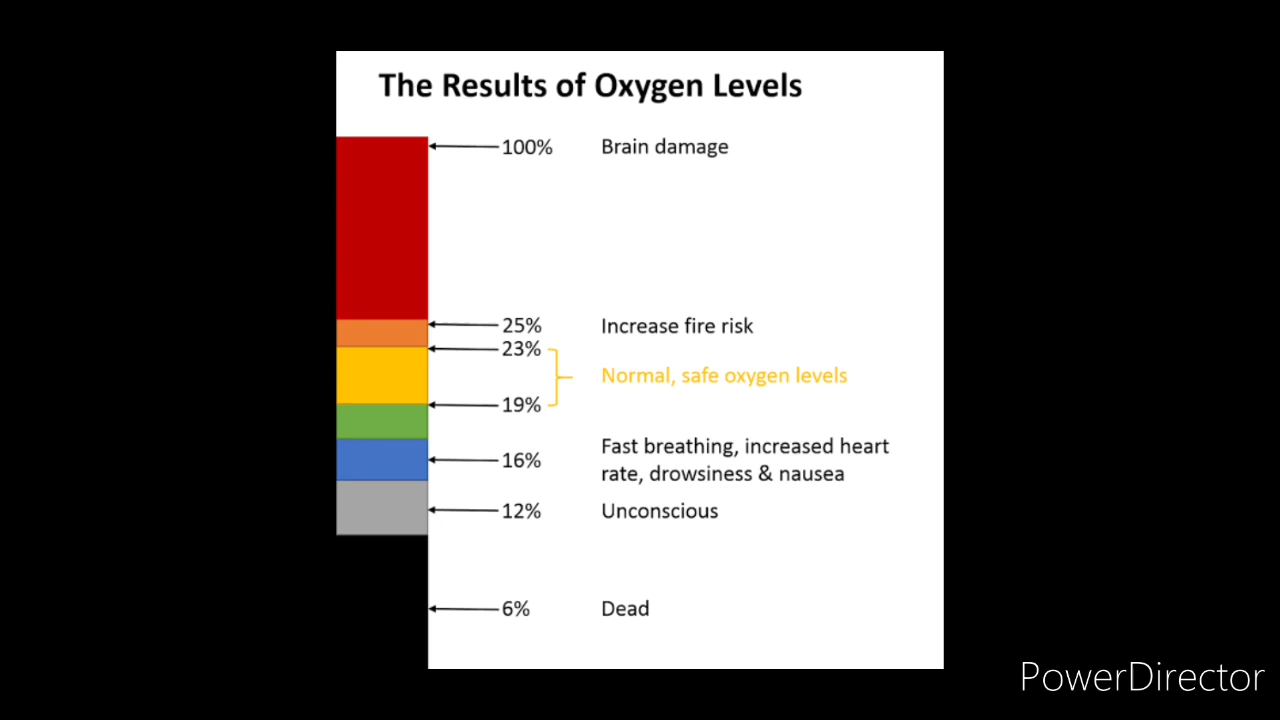 The Results of Oxygen Levels
100% Brain damage
25% Increase fire risk
23%
Normal, safe oxygen levels
19%
Fast breathing, increased heart
16%
rate, drowsiness & nausea
12% Unconscious
6% Dead
PowerDirector